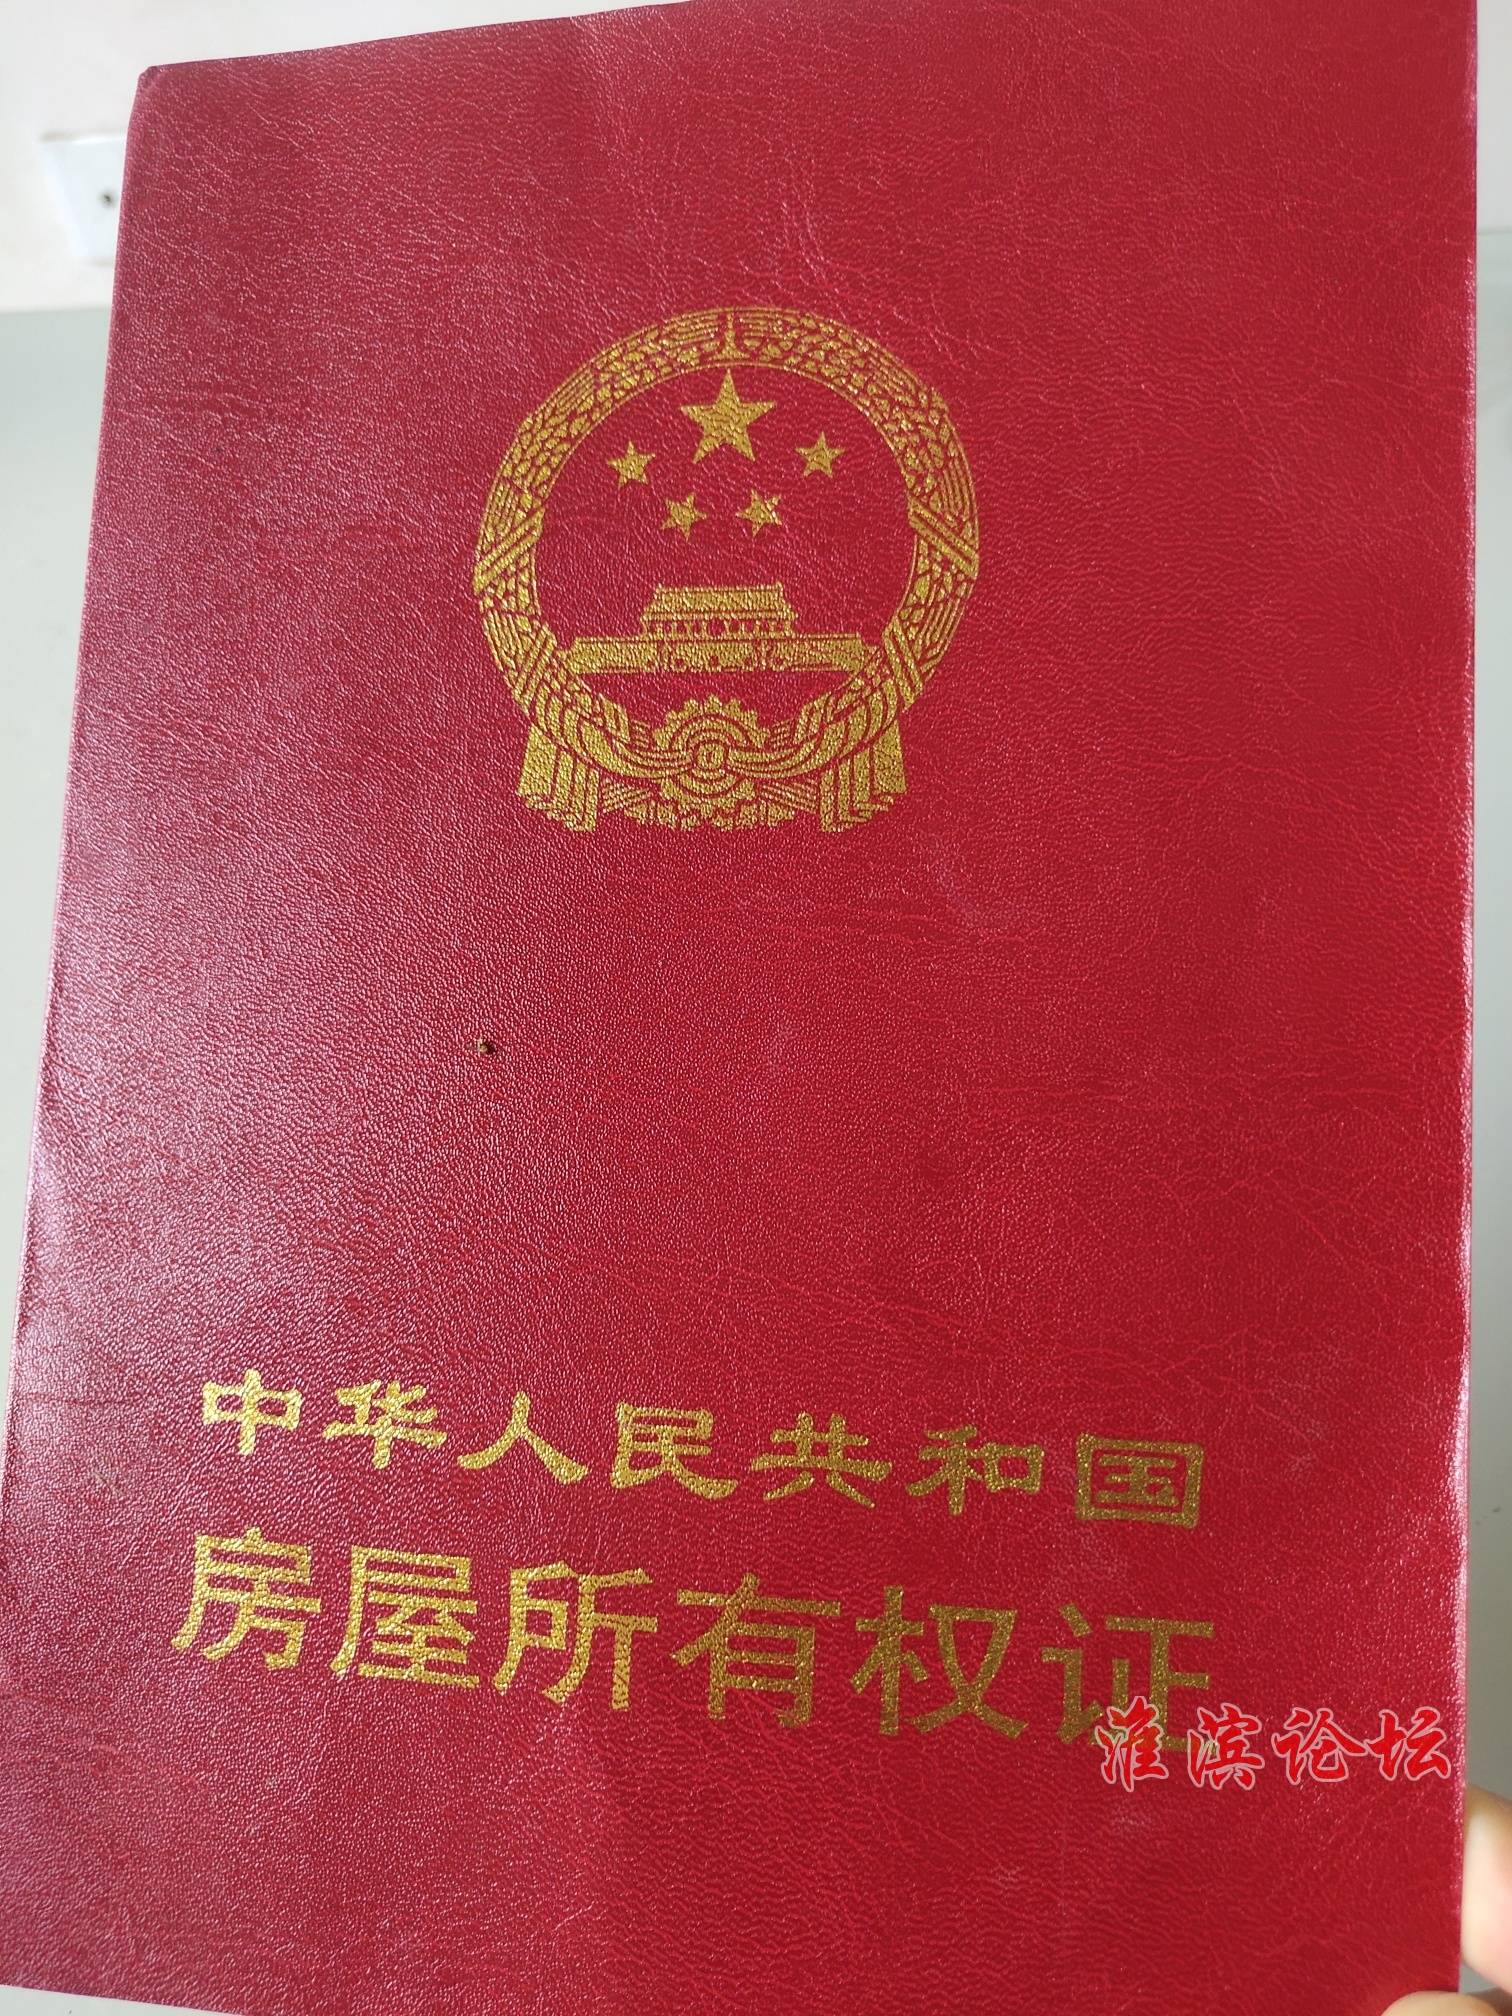 中华人民共和国
房屋所有权证
淮滨论坛